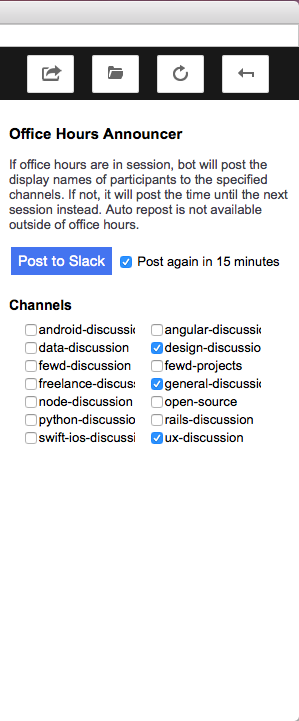 Office Hours Announcer
If office hours are in session, bot will post the
display names of participants to the specified
channels. If not, it will post the time until the next
session instead. Auto repost is not available
outside of office hours.
Post to Slack Post again in 15 minutes
Channels
android-discussio angular-discussio
data-discussion design-discussio
fewd-discussion fewd-projects
freelance-discus general-discussio
node-discussion open-source
python-discussio rails-discussion
swift-ios-discussi ux-discussion